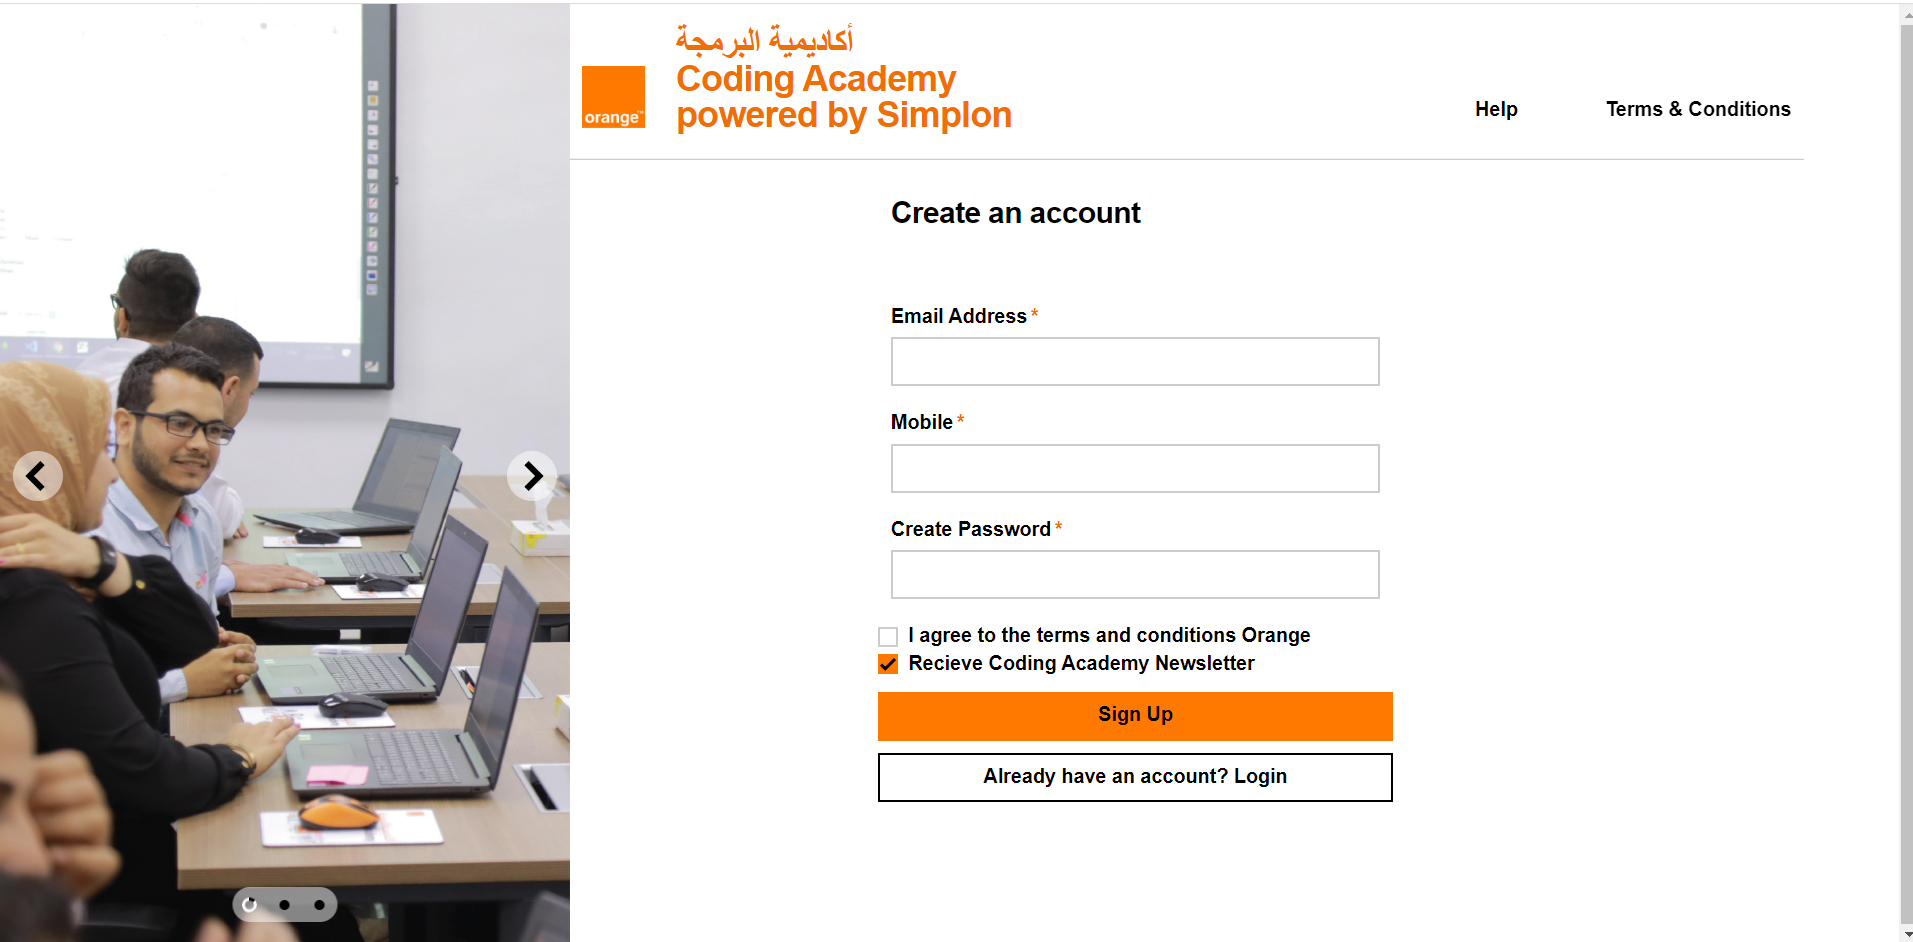 أكاديمية البرمجة
Coding Academy
powered by Simplon
orange™
Help
Terms & Conditions
Create an account
Email Address *
Mobile *
Create Password *
I agree to the terms and conditions Orange
Recieve Coding Academy Newsletter
Sign Up
Already have an account? Login